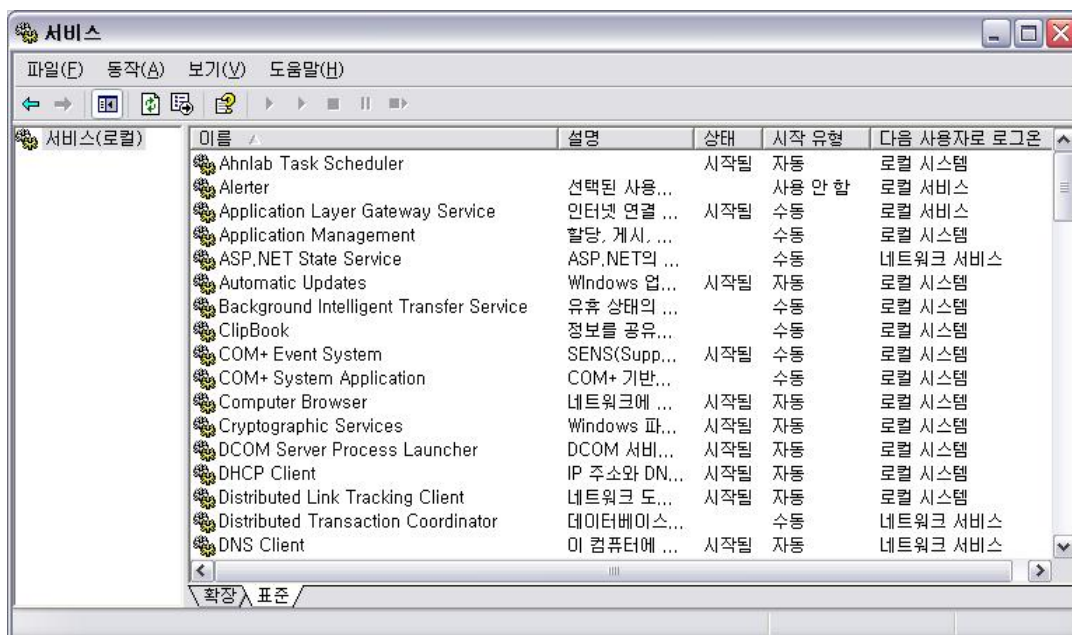 서비스
파일(F) 동작(A) 보기(V) 도움말(H)
서비스(로컬)
이름 설명 상태 시작 유형 다음 사용자로 로그온
Ahnlab Task Scheduler 시작됨 자동 로컬 시스템
Alerter 선택된 사용... 사용 안 함 로컬 서비스
Application Layer Gateway Service 인터넷 연결 ... 시작됨 수동 로컬 서비스
Application Management 할당, 게시, ... 수동 로컬 시스템
ASP.NET State Service ASP.NET의 ... 수동 네트워크 서비스
Automatic Updates Windows 업... 시작됨 자동 로컬 시스템
Background Intelligent Transfer Service 유휴 상태의 ... 수동 로컬 시스템
ClipBook 정보를 공유... 수동 로컬 시스템
COM+ Event System SENS(Supp... 시작됨 수동 로컬 시스템
COM+ System Application COM+ 기반... 수동 로컬 시스템
Computer Browser 네트워크에 ... 시작됨 자동 로컬 시스템
Cryptographic Services Windows 파... 시작됨 자동 로컬 시스템
DCOM Server Process Launcher DCOM 서비... 시작됨 자동 로컬 시스템
DHCP Client IP 주소와 DN... 시작됨 자동 로컬 시스템
Distributed Link Tracking Client 네트워크 도... 시작됨 자동 로컬 시스템
Distributed Transaction Coordinator 데이터베이스... 수동 네트워크 서비스
DNS Client 이 컴퓨터에 ... 시작됨 자동 네트워크 서비스
확장 표준